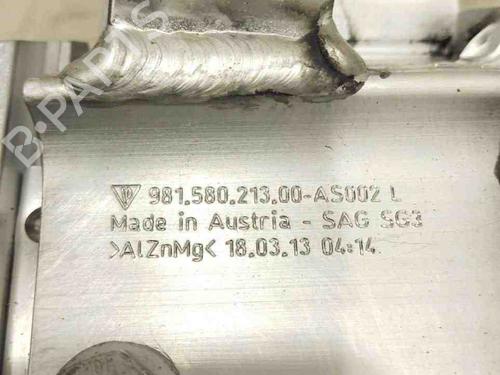 981.580.213.00-AS002 L
Made in Austria - SAG SG3
>AlZnMg< 18.03.13 04:14
B-PARTS